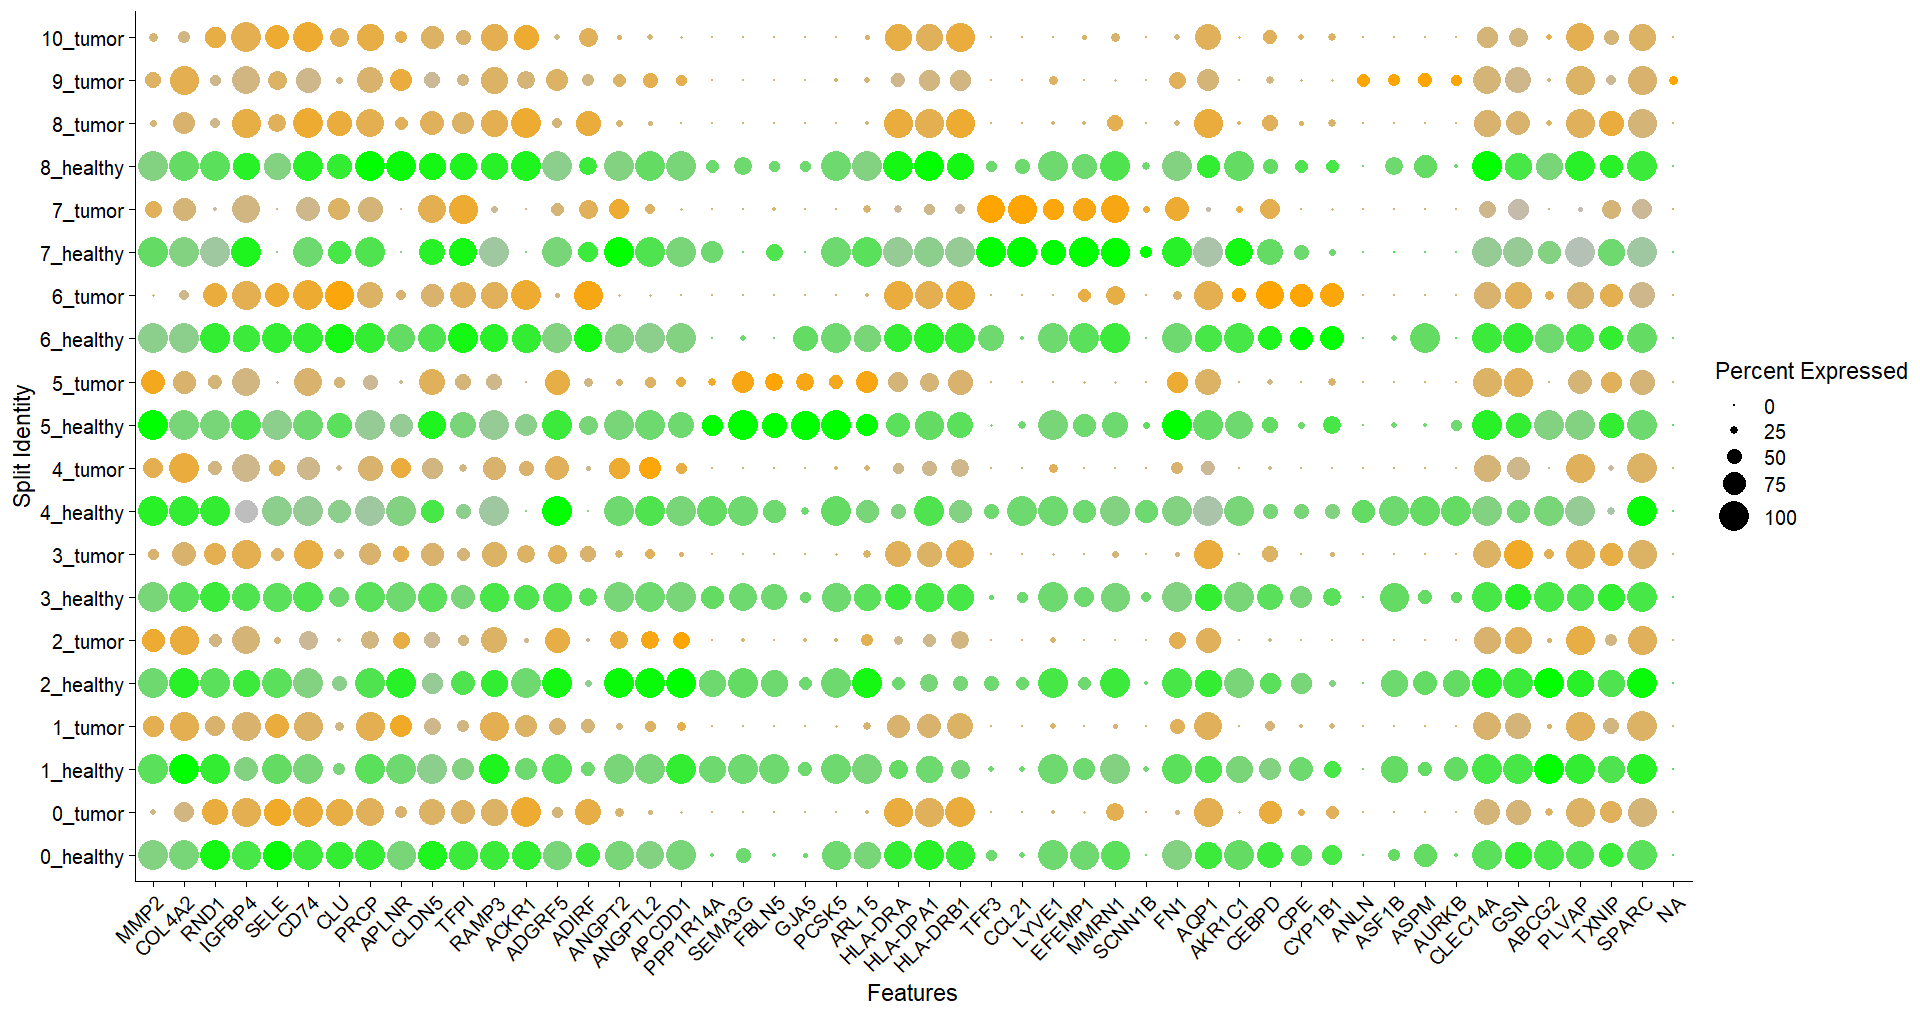 10_tumor
9_tumor
8_tumor
8_healthy
7_tumor
7_healthy
6_tumor
6_healthy
5_tumor
5_healthy
4_tumor
4_healthy
3_tumor
3_healthy
2_tumor
2_healthy
1_tumor
1_healthy
0_tumor
0_healthy
Split Identity
MMP2
COL4A2
RND1
IGFBP4
SELE
CD74
CLU
PRCP
APLNR
CLDN5
TFPI
RAMP3
ACKR1
ADGRF5
ADIRF
ANGPT2
ANGPTL2
APCDD1
PPP1R14A
SEMA3G
FBLN5
GJA5
PCSK5
ARL15
HLA-DRA
HLA-DPA1
HLA-DRB1
TFF3
CCL21
LYVE1
EFEMP1
MMRN1
SCNN1B
FN1
AQP1
AKR1C1
CEBPD
CPE
CYP1B1
ANLN
ASF1B
ASPM
AURKB
CLEC14A
GSN
ABCG2
PLVAP
TXNIP
SPARC
NA
Features
Percent Expressed
0
25
50
75
100